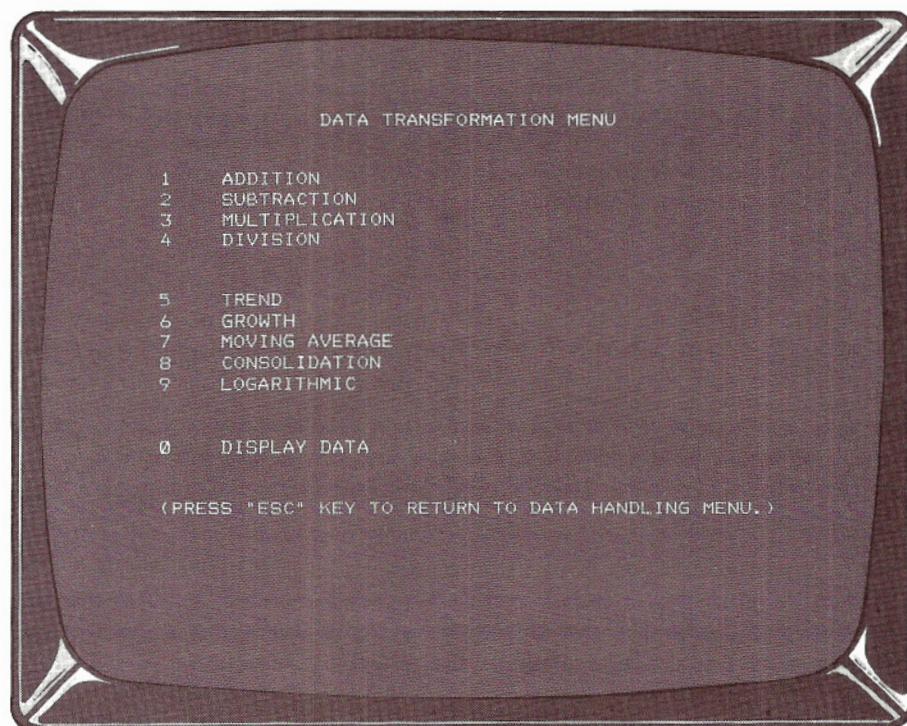 DATA TRANSFORMATION MENU
1 ADDITION
2 SUBTRACTION
3 MULTIPLICATION
4 DIVISION
5 TREND
6 GROWTH
7 MOVING AVERAGE
8 CONSOLIDATION
9 LOGARITHMIC
0 DISPLAY DATA
(PRESS "ESC" KEY TO RETURN TO DATA HANDLING MENU.)